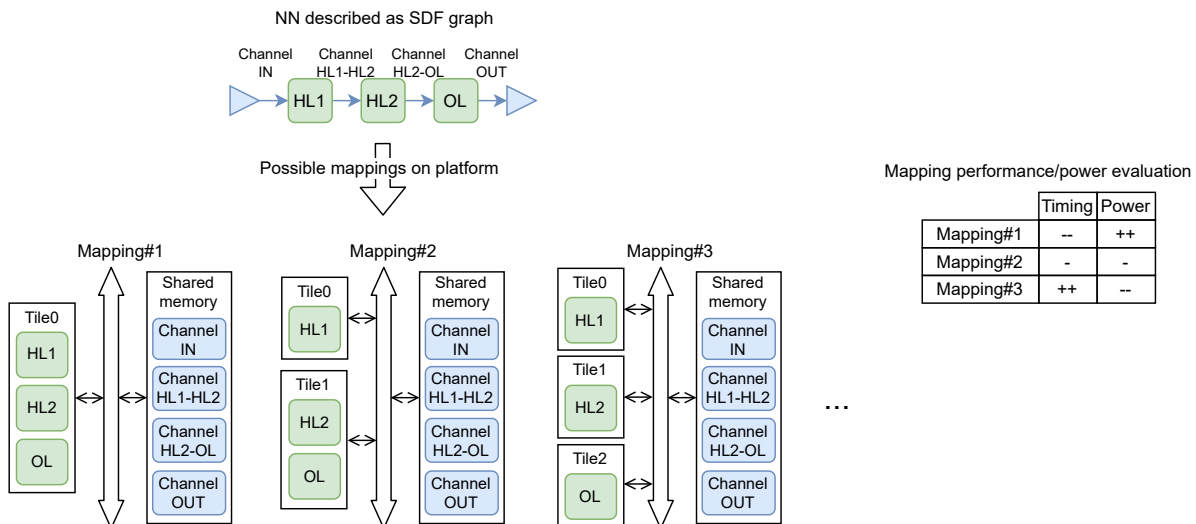 NN described as SDF graph
Channel
IN
Channel
HL1-HL2
Channel
HL2-OL
Channel
OUT
HL1
HL2
OL
Possible mappings on platform
Mapping#1
Tile0
HL1
HL2
OL
Shared
memory
Channel
IN
Channel
HL1-HL2
Channel
HL2-OL
Channel
OUT
Mapping#2
Tile0
HL1
Tile1
HL2
OL
Shared
memory
Channel
IN
Channel
HL1-HL2
Channel
HL2-OL
Channel
OUT
Mapping#3
Tile0
HL1
Tile1
HL2
Tile2
OL
Shared
memory
Channel
IN
Channel
HL1-HL2
Channel
HL2-OL
Channel
OUT
...
Mapping performance/power evaluation
Timing Power
Mapping#1 -- ++
Mapping#2 - -
Mapping#3 ++ --